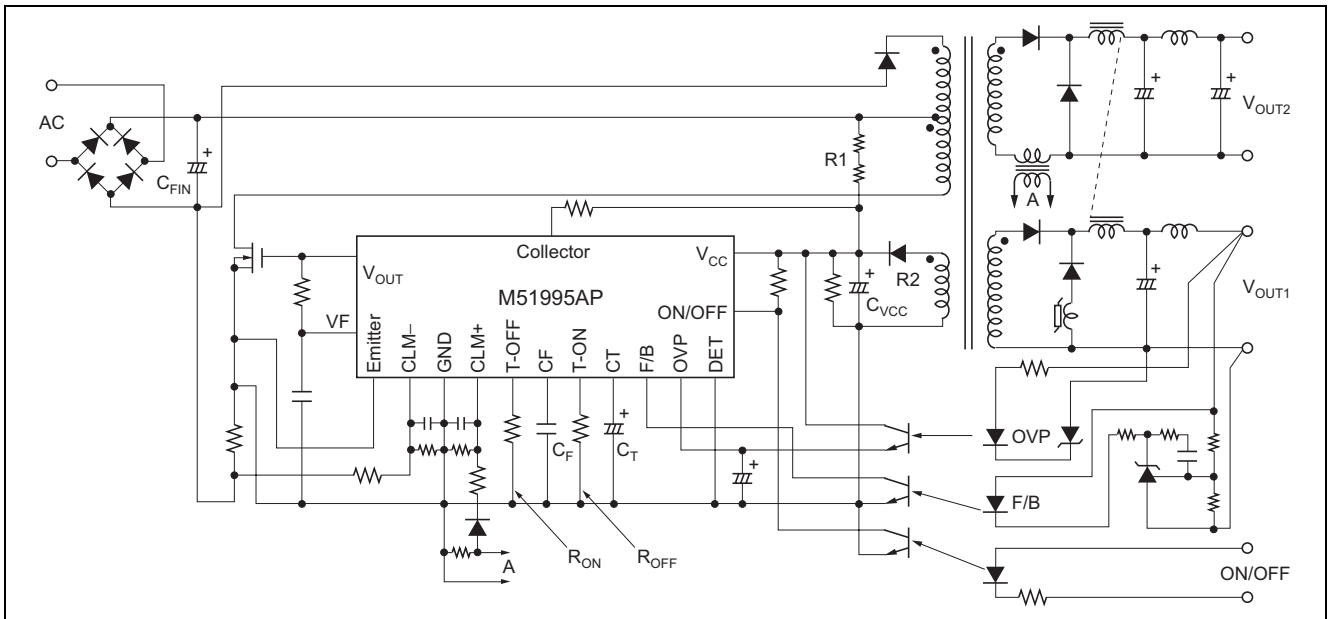 AC
C_FIN
R1
V_OUT2
A
Collector
V_OUT
V_CC
R2
M51995AP
C_VCC
V_OUT1
VF
ON/OFF
Emitter
CLM−
GND
CLM+
T-OFF
CF
T-ON
CT
F/B
OVP
DET
OVP
C_F
C_T
F/B
R_ON
R_OFF
A
ON/OFF
+
+
+
+
+
+
+